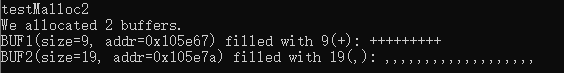 testMalloc2
We allocated 2 buffers.
BUF1(size=9, addr=0x105e67) filled with 9(+): +++++++++
BUF2(size=19, addr=0x105e7a) filled with 19(,): ,,,,,,,,,,,,,,,,,,,